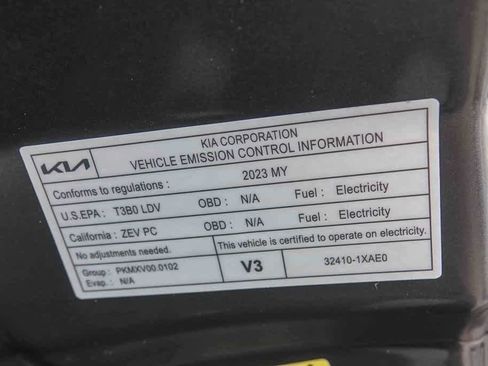 KIA CORPORATION
KIA VEHICLE EMISSION CONTROL INFORMATION
Conforms to regulations : 2023 MY
U.S.EPA : T3B0 LDV OBD : N/A Fuel : Electricity
California : ZEV PC OBD : N/A Fuel : Electricity
No adjustments needed. This vehicle is certified to operate on electricity.
Group : PKMXV00.0102 V3 32410-1XAE0
Evap. : N/A